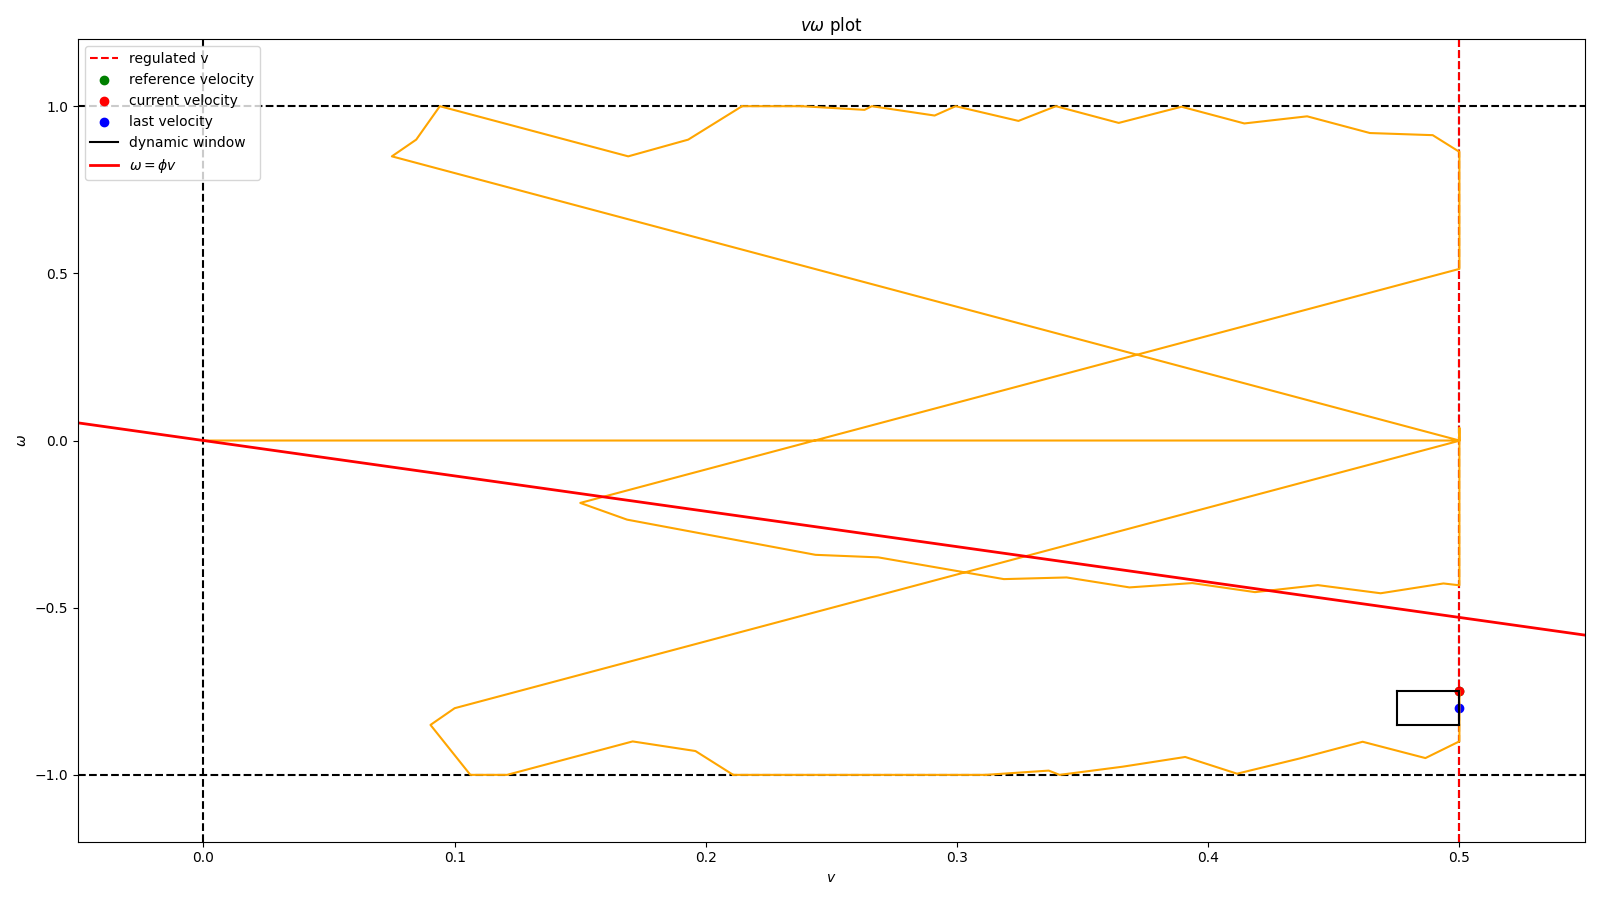 vω plot
regulated v
reference velocity
current velocity
last velocity
dynamic window
ω = ϕv
1.0
0.5
0.0
−0.5
−1.0
ω
0.0 0.1 0.2 0.3 0.4 0.5
v